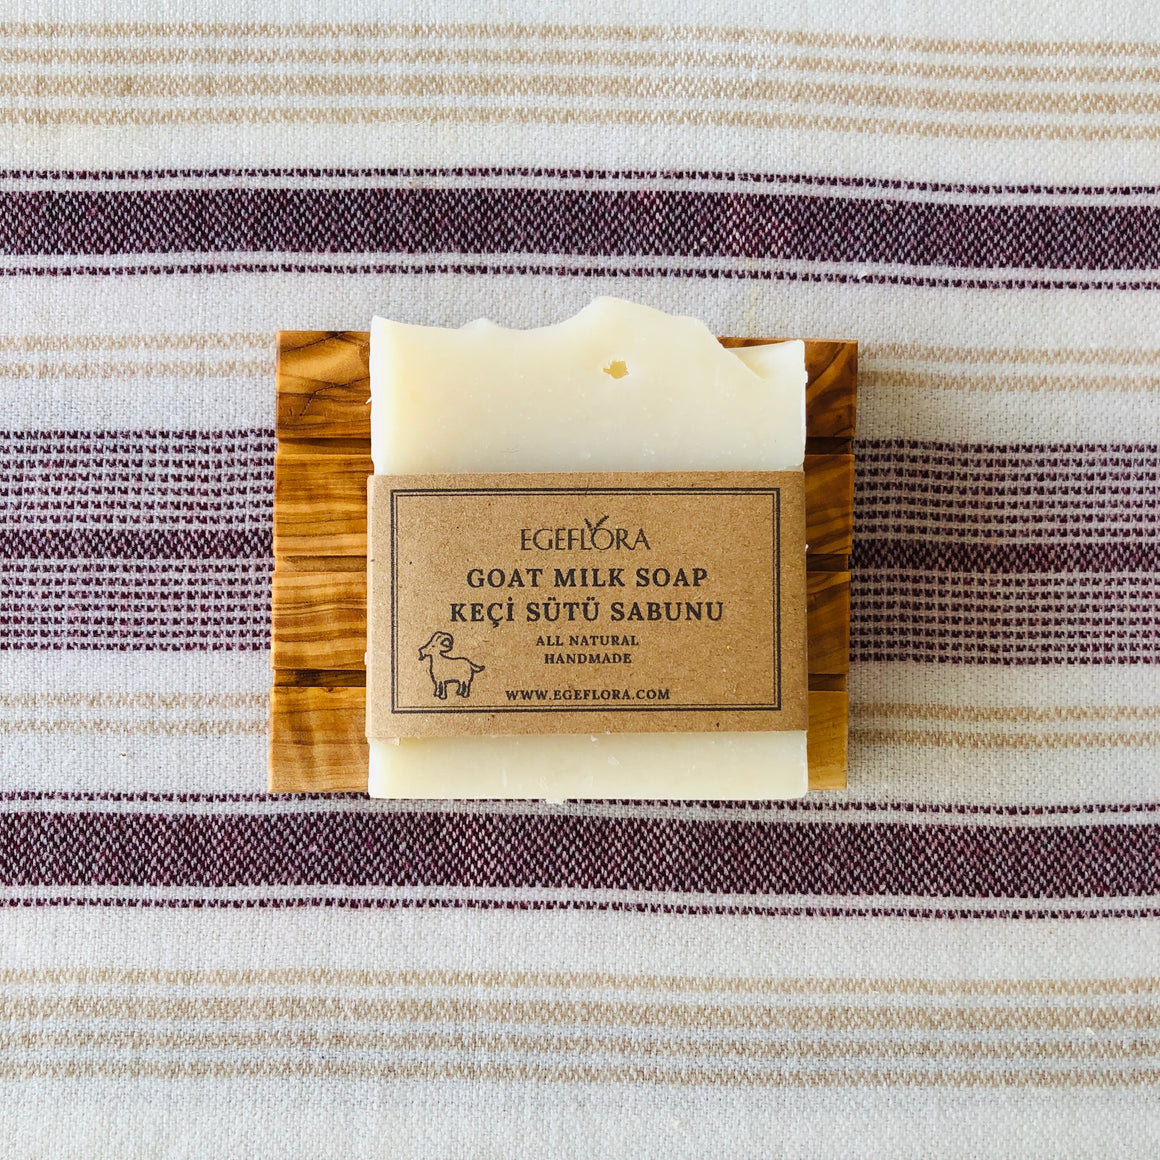 EGEFLORA
GOAT MILK SOAP
KEÇİ SÜTÜ SABUNU
ALL NATURAL
HANDMADE
WWW.EGEFLORA.COM